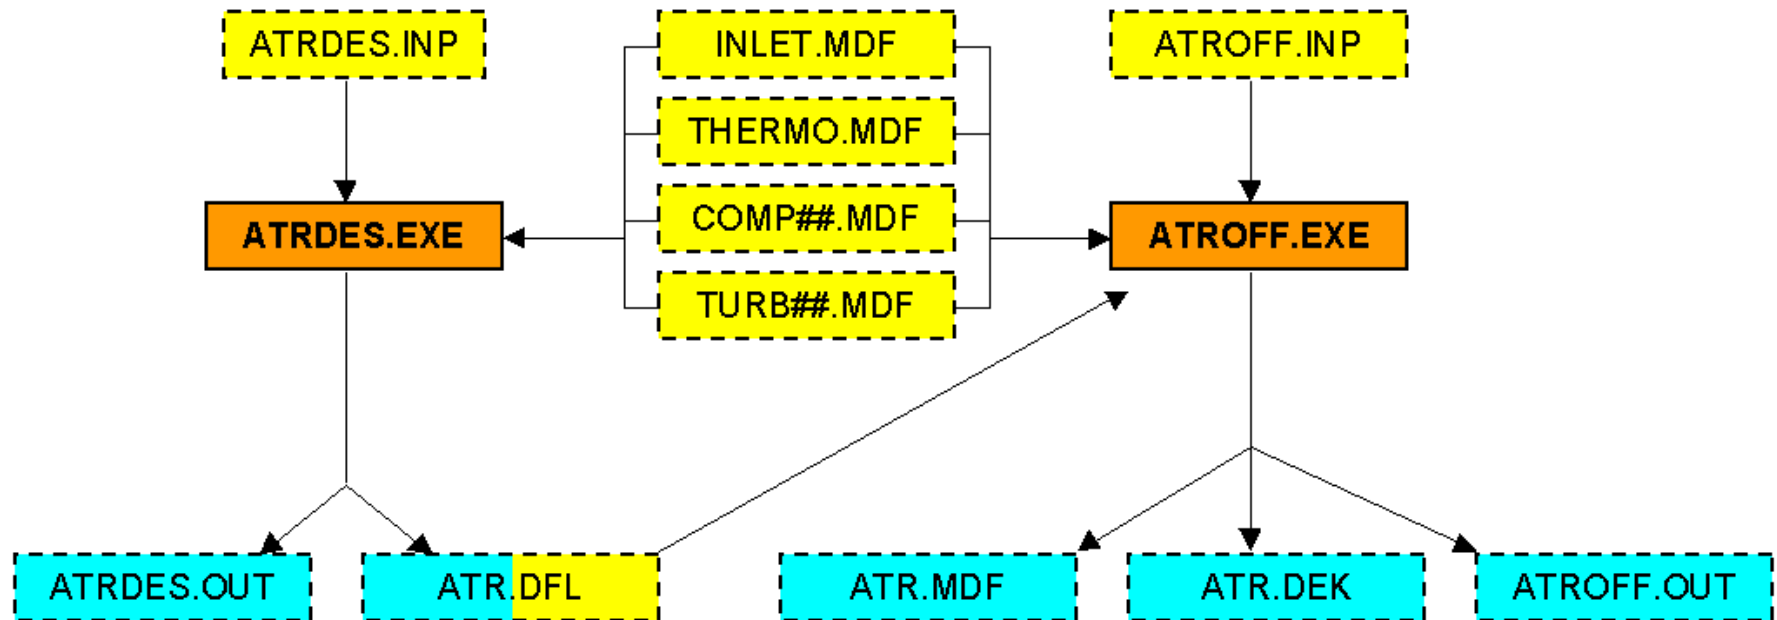 ATRDES.INP
INLET.MDF
ATROFF.INP
THERMO.MDF
COMP##.MDF
ATRDES.EXE
ATROFF.EXE
TURB##.MDF
ATRDES.OUT
ATR.DFL
ATR.MDF
ATR.DEK
ATROFF.OUT